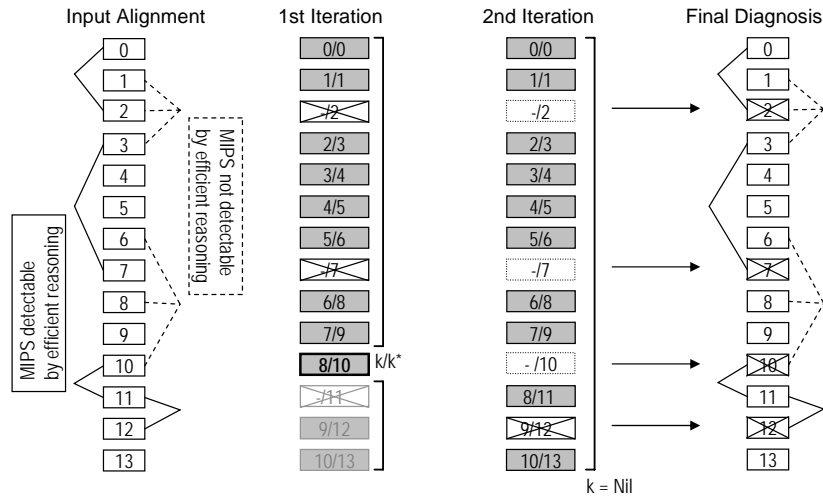 Input Alignment 1st Iteration 2nd Iteration Final Diagnosis
0 0/0 0/0 0
1 1/1 1/1 1
2 -/2 -/2 2
3 2/3 2/3 3
4 3/4 3/4 4
5 4/5 4/5 5
6 5/6 5/6 6
7 -/7 -/7 7
8 6/8 6/8 8
9 7/9 7/9 9
10 8/10 k/k* - /10 10
11 -/11 8/11 11
12 9/12 9/12 12
13 10/13 10/13 13
k = Nil
MIPS detectable
by efficient reasoning
MIPS not detectable
by efficient reasoning